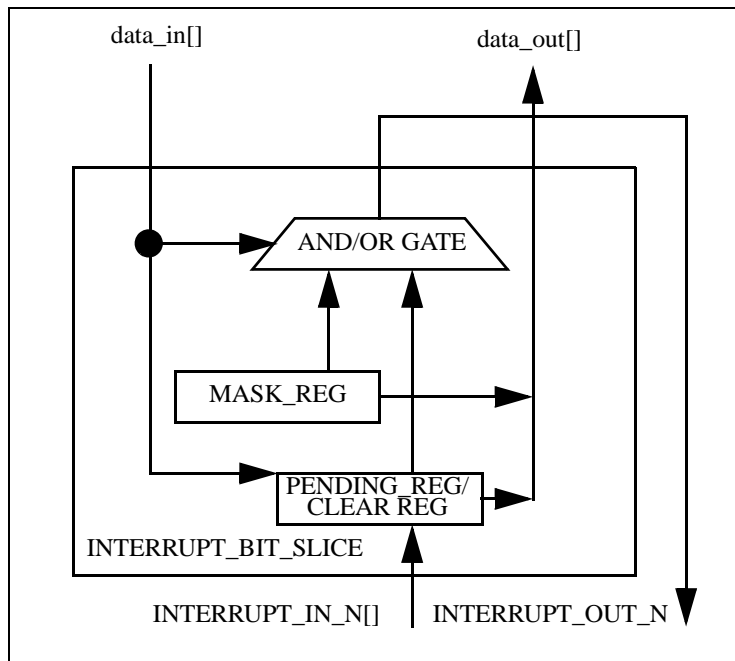 data_in[]
data_out[]
AND/OR GATE
MASK_REG
PENDING_REG/
CLEAR REG
INTERRUPT_BIT_SLICE
INTERRUPT_IN_N[]
INTERRUPT_OUT_N